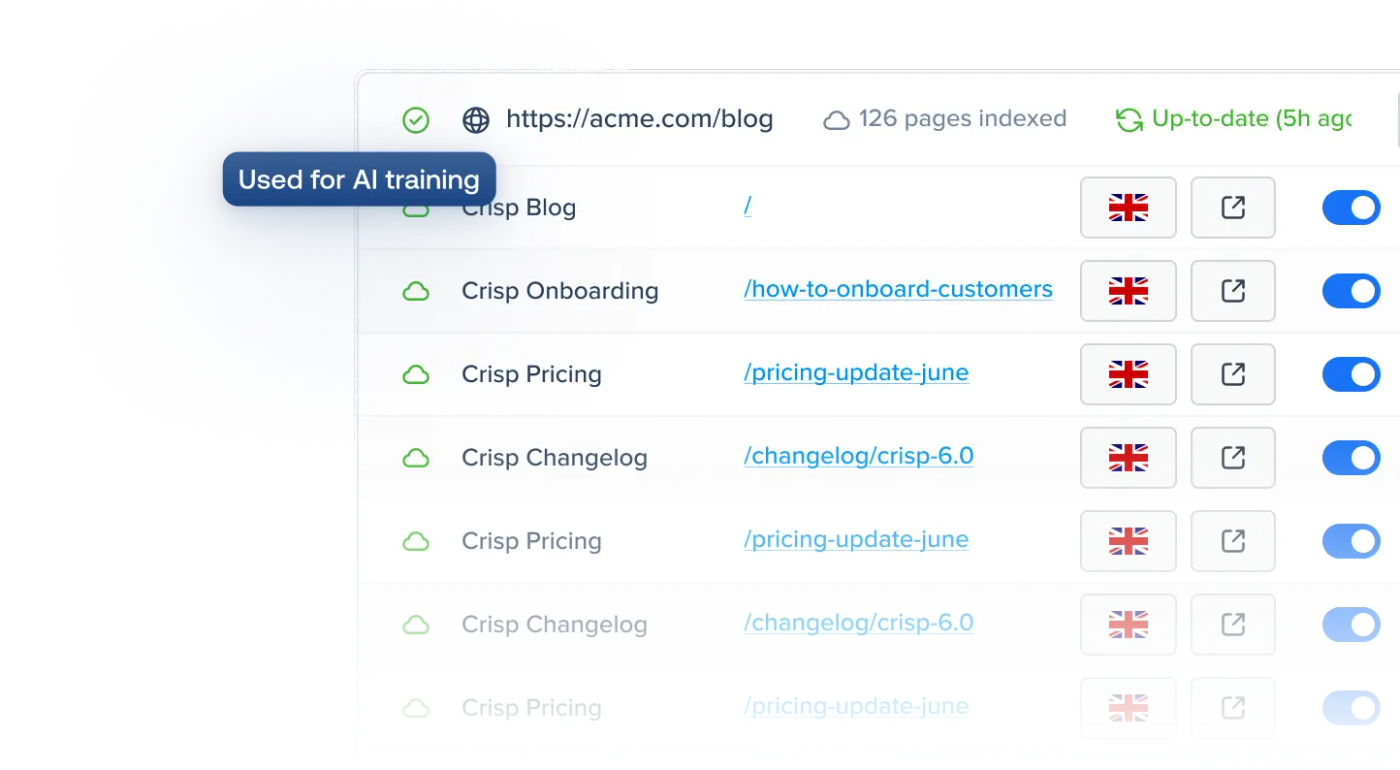 https://acme.com/blog 126 pages indexed Up-to-date (5h ago
Used for AI training
Crisp Blog /
Crisp Onboarding /how-to-onboard-customers
Crisp Pricing /pricing-update-june
Crisp Changelog /changelog/crisp-6.0
Crisp Pricing /pricing-update-june
Crisp Changelog /changelog/crisp-6.0
Crisp Pricing /pricing-update-june